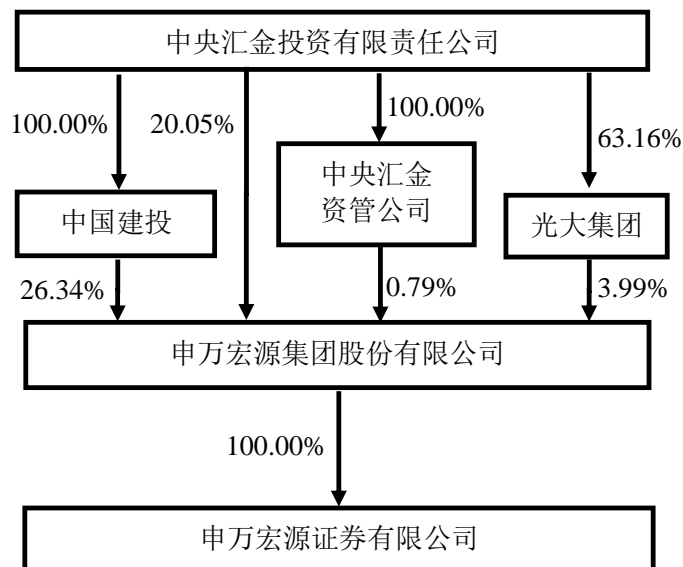 中央汇金投资有限责任公司
100.00%
20.05%
100.00%
63.16%
中央汇金
资管公司
中国建投
光大集团
26.34%
0.79%
3.99%
申万宏源集团股份有限公司
100.00%
申万宏源证券有限公司